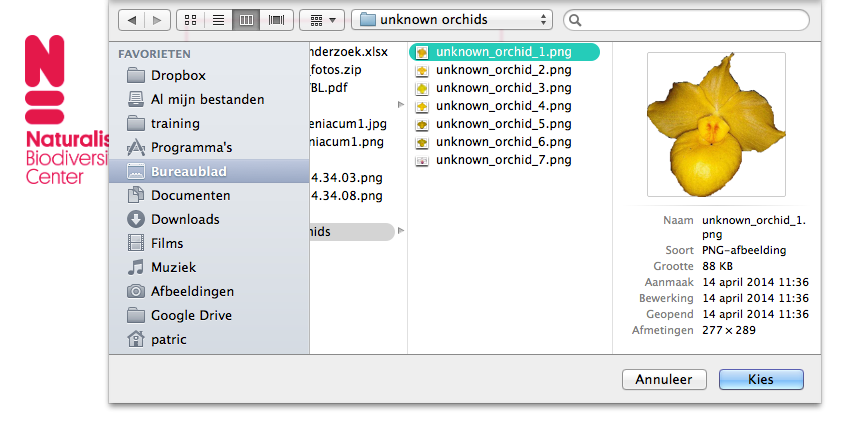 unknown orchids
Naturalis
Biodiversi
Center
FAVORIETEN
Dropbox
Al mijn bestanden
training
Programma's
Bureaublad
Documenten
Downloads
Films
Muziek
Afbeeldingen
Google Drive
patric
nderzoek.xlsx
_fotos.zip
/BL.pdf
eniacum1.jpg
eniacum1.png
4.34.03.png
4.34.08.png
hids
unknown_orchid_1.png
unknown_orchid_2.png
unknown_orchid_3.png
unknown_orchid_4.png
unknown_orchid_5.png
unknown_orchid_6.png
unknown_orchid_7.png
Naam unknown_orchid_1.
png
Soort PNG-afbeelding
Grootte 88 KB
Aanmaak 14 april 2014 11:36
Bewerking 14 april 2014 11:36
Geopend 14 april 2014 11:36
Afmetingen 277 × 289
Annuleer
Kies